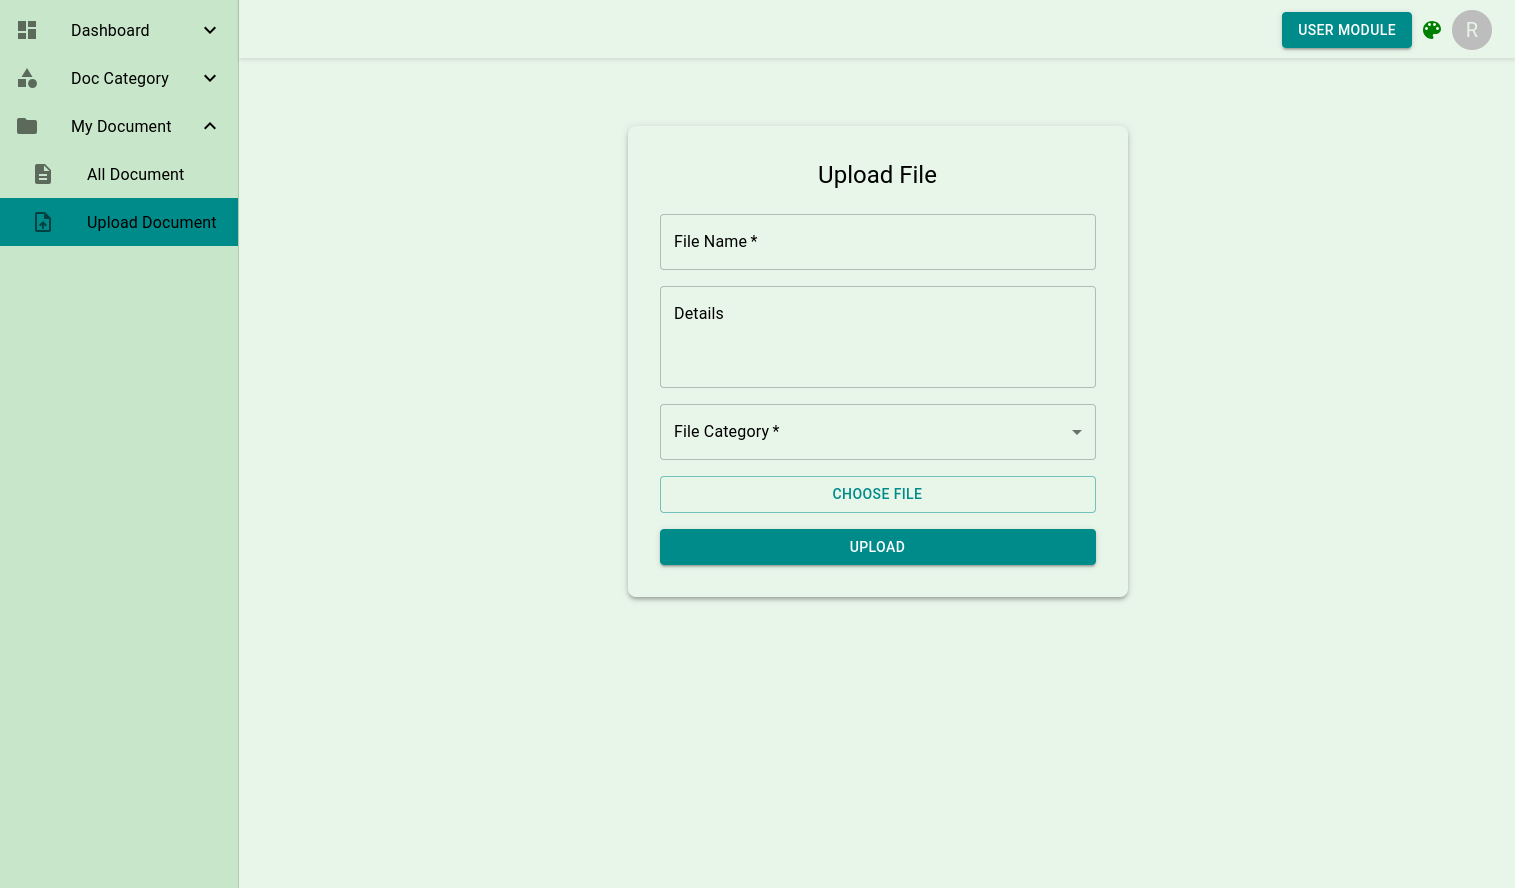 Dashboard
Doc Category
My Document
All Document
Upload Document
USER MODULE
R
Upload File
File Name *
Details
File Category *
CHOOSE FILE
UPLOAD